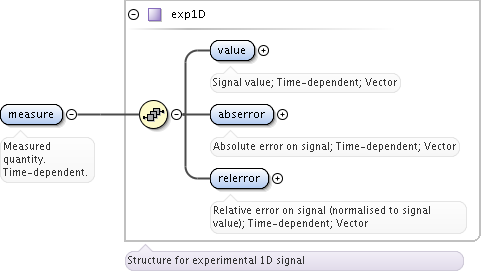 exp1D
value
Signal value; Time-dependent; Vector
measure
Measured
quantity.
Time-dependent.
abserror
Absolute error on signal; Time-dependent; Vector
relerror
Relative error on signal (normalised to signal
value); Time-dependent; Vector
Structure for experimental 1D signal